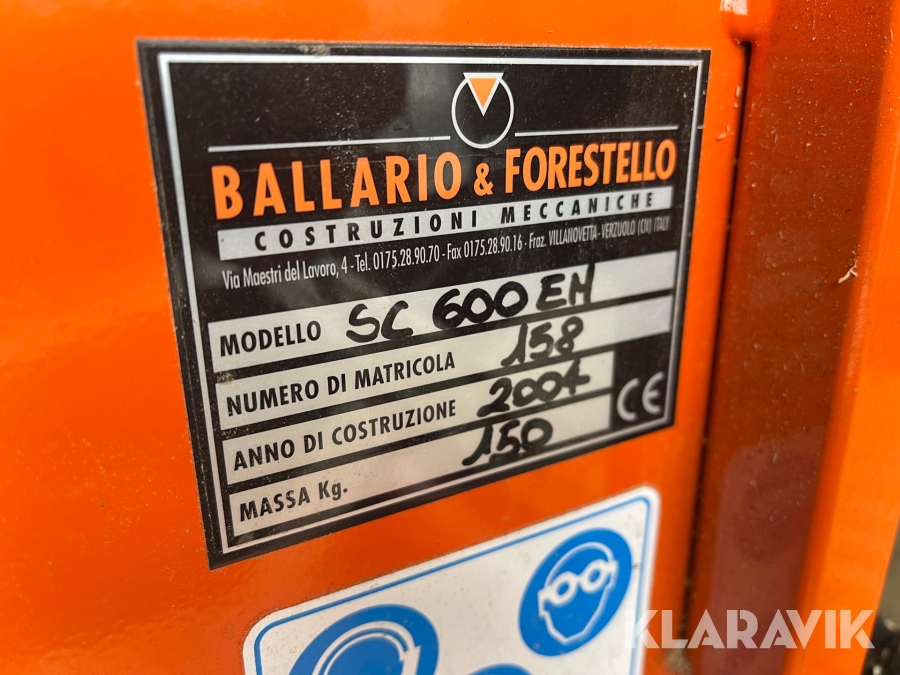 BALLARIO & FORESTELLO
COSTRUZIONI MECCANICHE
Via Maestri del Lavoro, 4 - Tel. 0175.28.90.70 - Fax 0175.28.90.16 - Fraz. VILLANOVETTA - VERZUOLO (CN) ITALY
MODELLO SC 600 EM
NUMERO DI MATRICOLA 158
ANNO DI COSTRUZIONE 2004
MASSA Kg. 150
CE
KLARAVIK